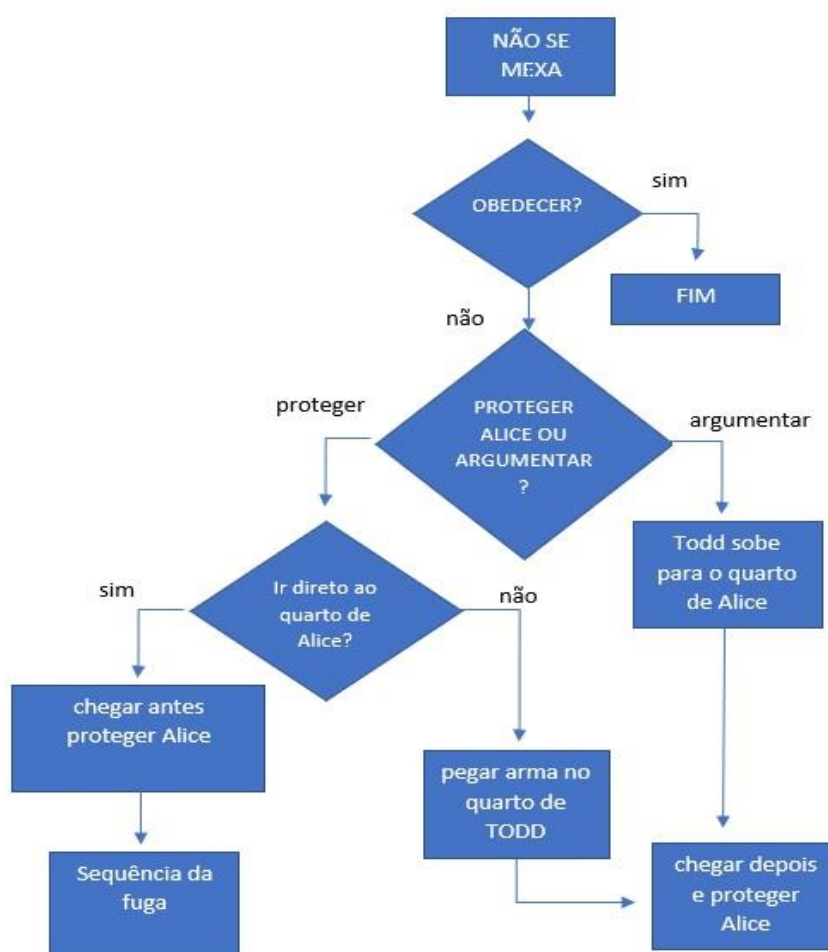 NÃO SE
MEXA
OBEDECER?
sim
FIM
não
proteger
PROTEGER
ALICE OU
ARGUMENTAR
?
argumentar
sim
Ir direto ao
quarto de
Alice?
não
Todd sobe
para o quarto
de Alice
chegar antes
proteger Alice
pegar arma no
quarto de
TODD
Sequência da
fuga
chegar depois
e proteger
Alice